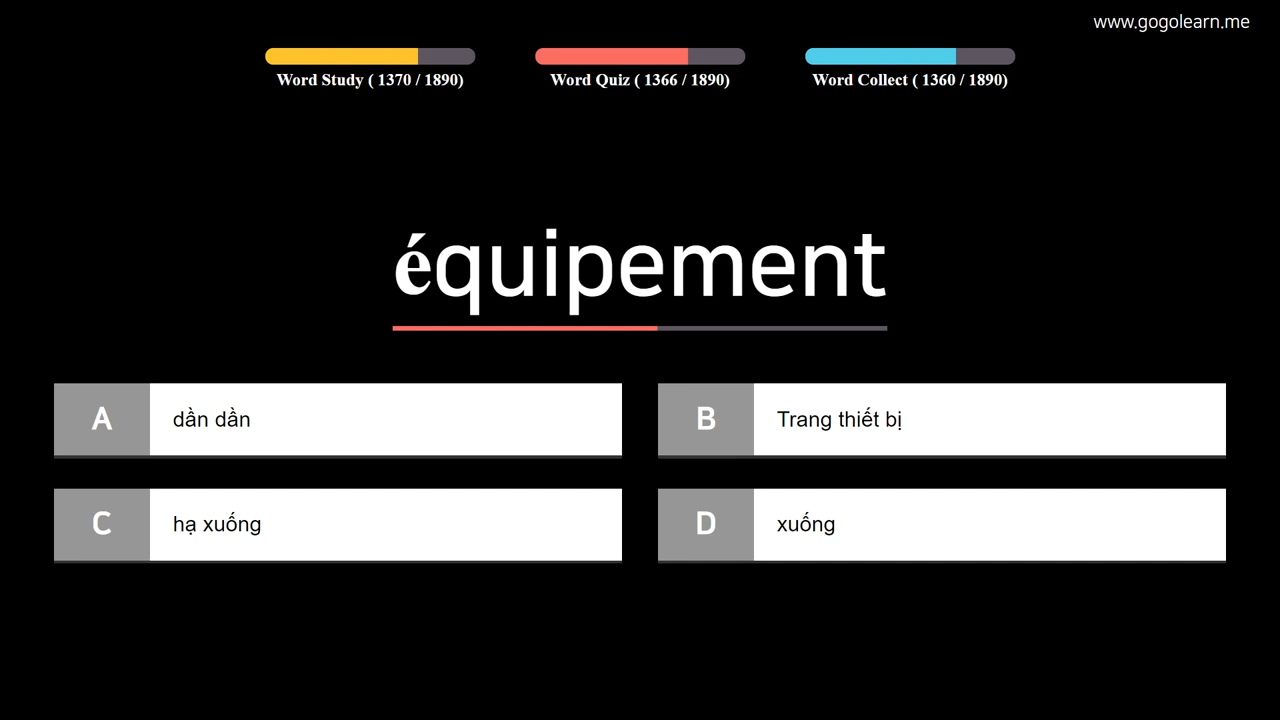 www.gogolearn.me
Word Study ( 1370 / 1890)
Word Quiz ( 1366 / 1890)
Word Collect ( 1360 / 1890)
équipement
A dần dần
B Trang thiết bị
C hạ xuống
D xuống